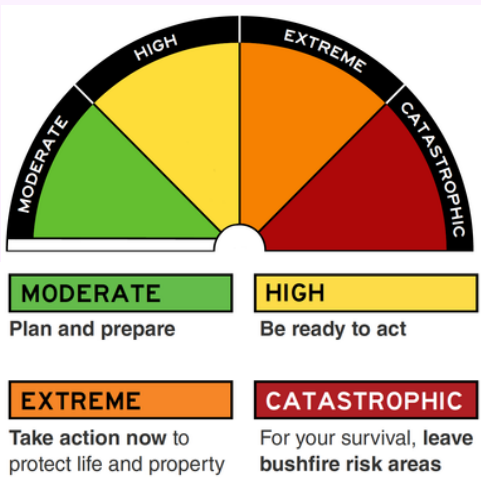 MODERATE
HIGH
EXTREME
CATASTROPHIC
MODERATE
Plan and prepare
HIGH
Be ready to act
EXTREME
Take action now to
protect life and property
CATASTROPHIC
For your survival, leave
bushfire risk areas